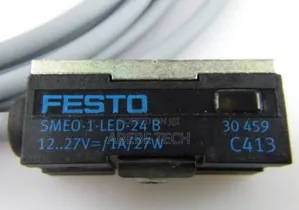 FESTO
SMEO-1-LED-24 B 30 459
12..27V=/1A/27W C413